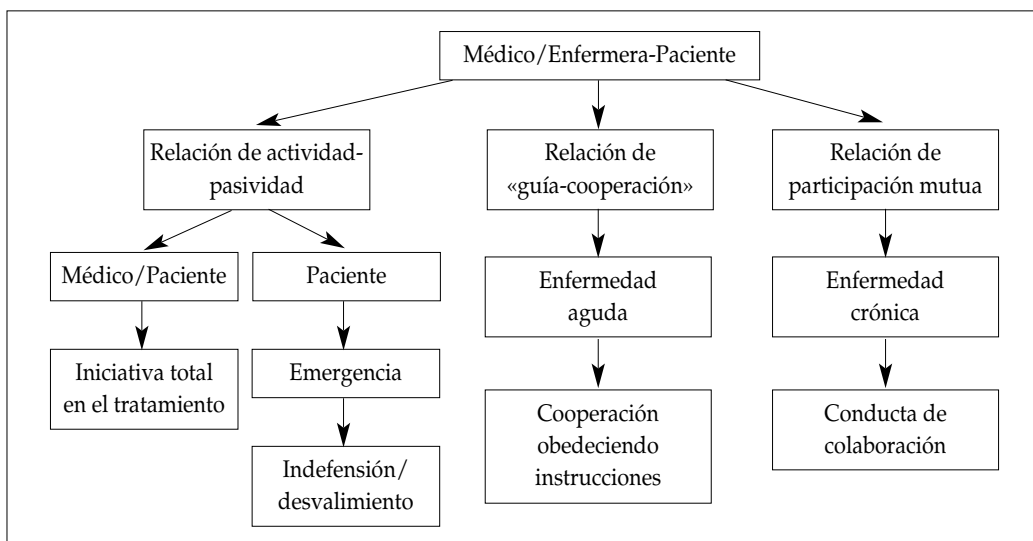 Médico/Enfermera-Paciente
Relación de actividad-
pasividad
Relación de
«guía-cooperación»
Relación de
participación mutua
Médico/Paciente
Paciente
Enfermedad
aguda
Enfermedad
crónica
Iniciativa total
en el tratamiento
Emergencia
Cooperación
obedeciendo
instrucciones
Conducta de
colaboración
Indefensión/
desvalimiento